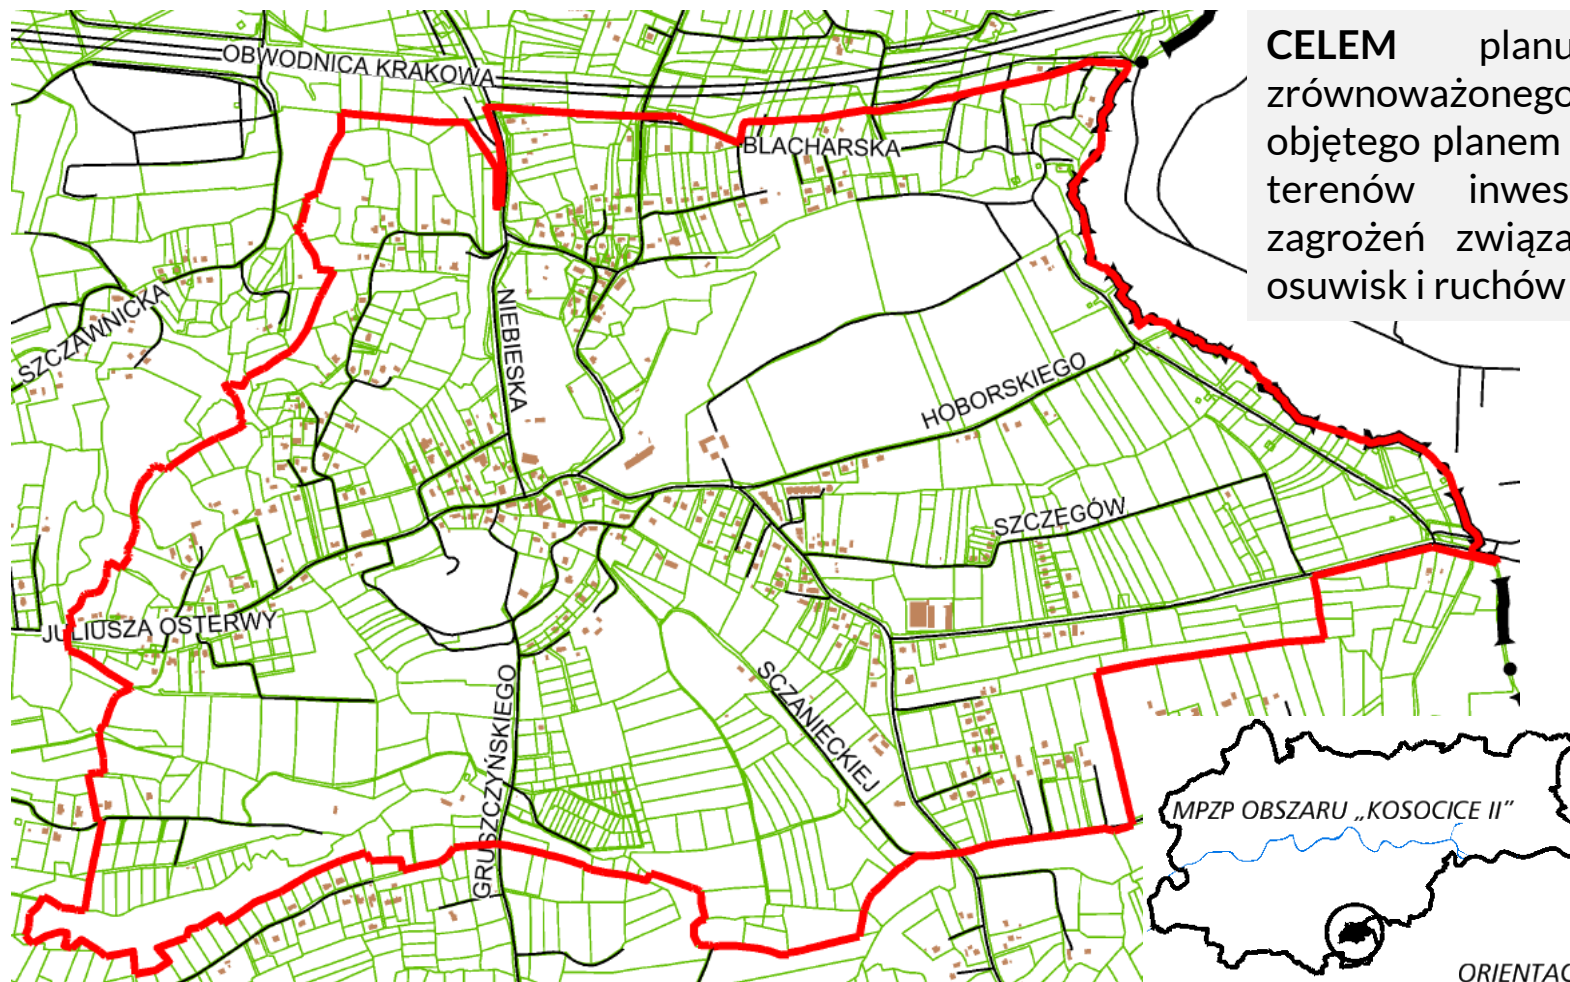 OBWODNICA KRAKOWA
CELEM planu
zrównoważonego
objętego planem
terenów inwes
zagrożeń związa
osuwisk i ruchów
BLACHARSKA
SZCZAWNICKA
NIEBIESKA
HOBORSKIEGO
SZCZEGÓW
JULIUSZA OSTERWY
SCZANIECKIEJ
GRUSZCZYŃSKIEGO
MPZP OBSZARU „KOSOCICE II”
ORIENTAC